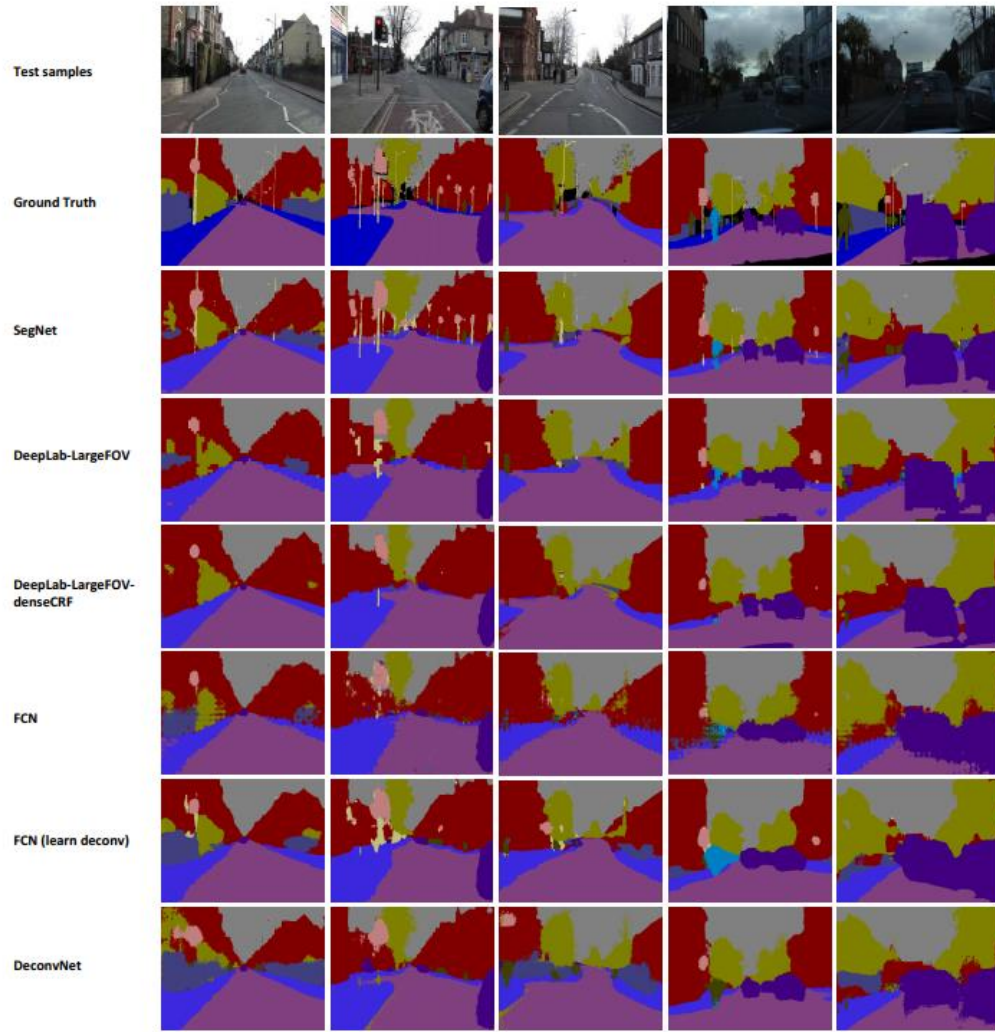 Test samples
Ground Truth
SegNet
DeepLab-LargeFOV
DeepLab-LargeFOV-
denseCRF
FCN
FCN (learn deconv)
DeconvNet